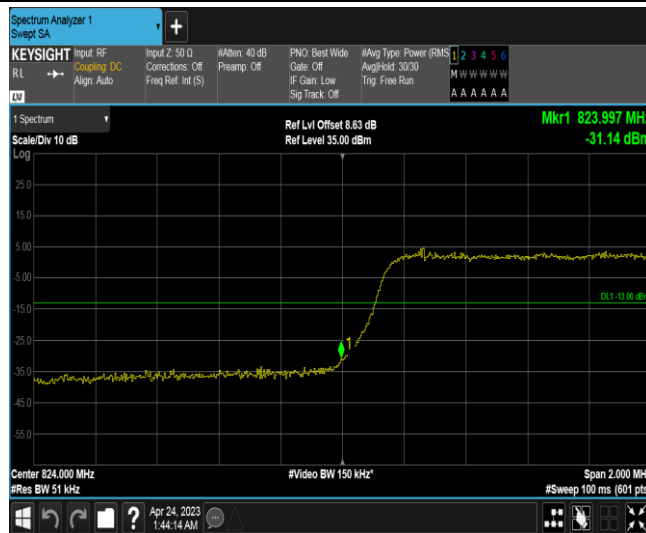 Spectrum Analyzer 1
Swept SA
KEYSIGHT
RL
LXI
Input: RF
Coupling: DC
Align: Auto
Input Z: 50 Ω
Corrections: Off
Freq Ref: Int (S)
#Atten: 40 dB
Preamp: Off
PNO: Best Wide
Gate: Off
IF Gain: Low
Sig Track: Off
#Avg Type: Power (RMS
Avg|Hold: 30/30
Trig: Free Run
1 2 3 4 5 6
M W W W W W
A A A A A A
1 Spectrum
Scale/Div 10 dB
Log
Ref Lvl Offset 8.63 dB
Ref Level 35.00 dBm
Mkr1 823.997 MH
-31.14 dBm
25.0
15.0
5.00
-5.00
-15.0
DL1 -13.00 dB
1
-25.0
-35.0
-45.0
-55.0
Center 824.000 MHz
#Video BW 150 kHz*
Span 2.000 MH
#Res BW 51 kHz
#Sweep 100 ms (601 pts
Apr 24, 2023
1:44:14 AM